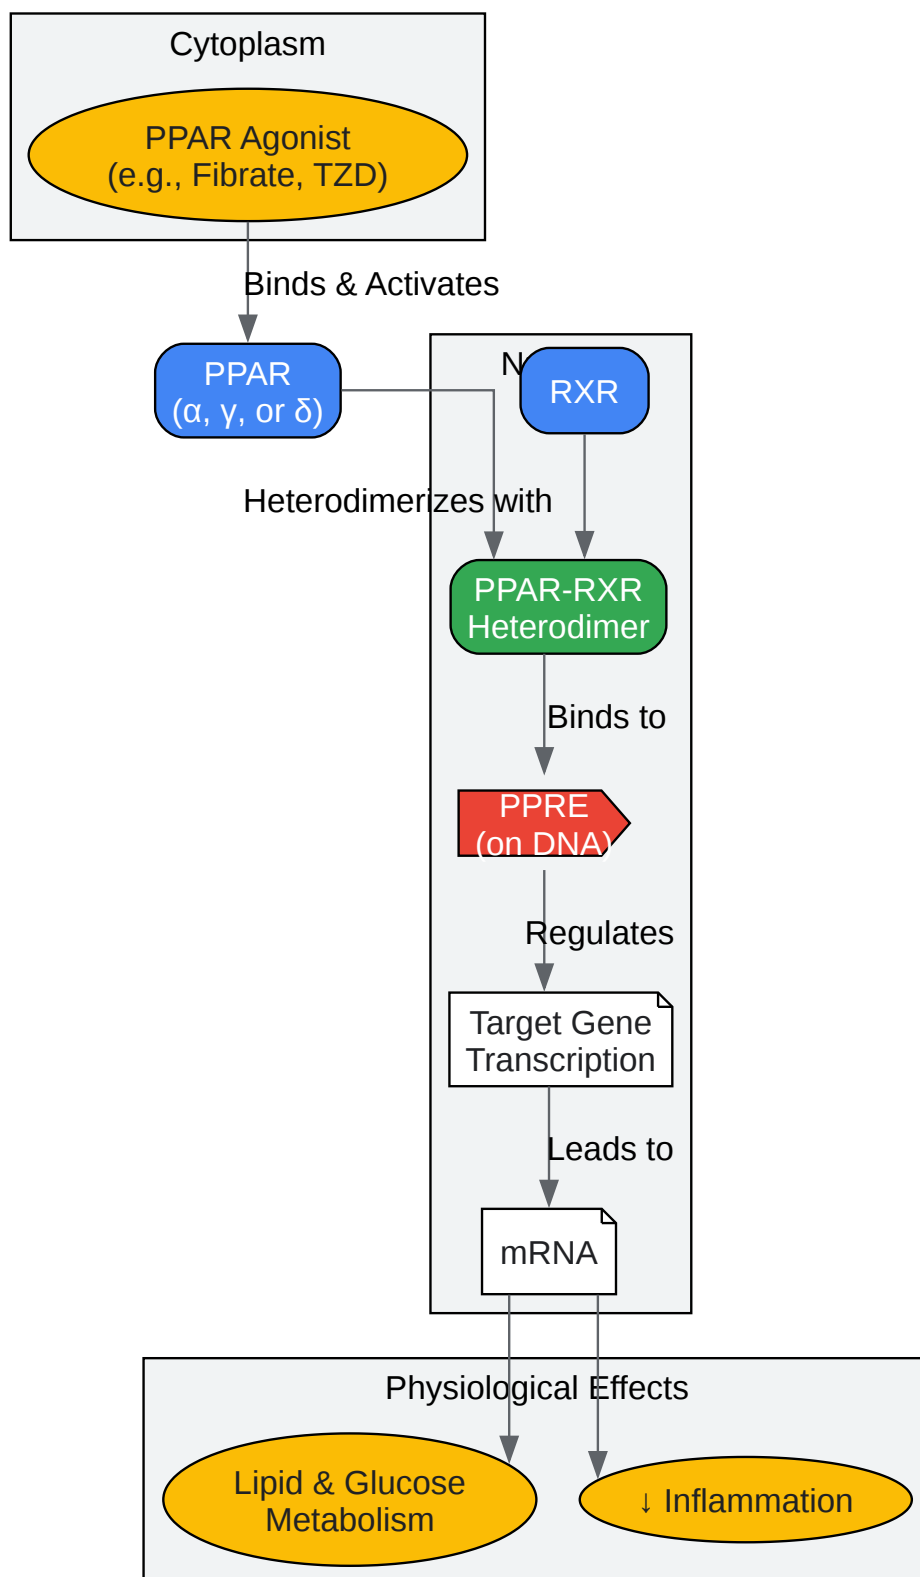 Cytoplasm
PPAR Agonist
(e.g., Fibrate, TZD)
Binds & Activates
PPAR
(α, γ, or δ)
RXR
Heterodimerizes with
PPAR-RXR
Heterodimer
Binds to
PPRE
(on DNA)
Regulates
Target Gene
Transcription
Leads to
mRNA
Physiological Effects
Lipid & Glucose
Metabolism
↓ Inflammation